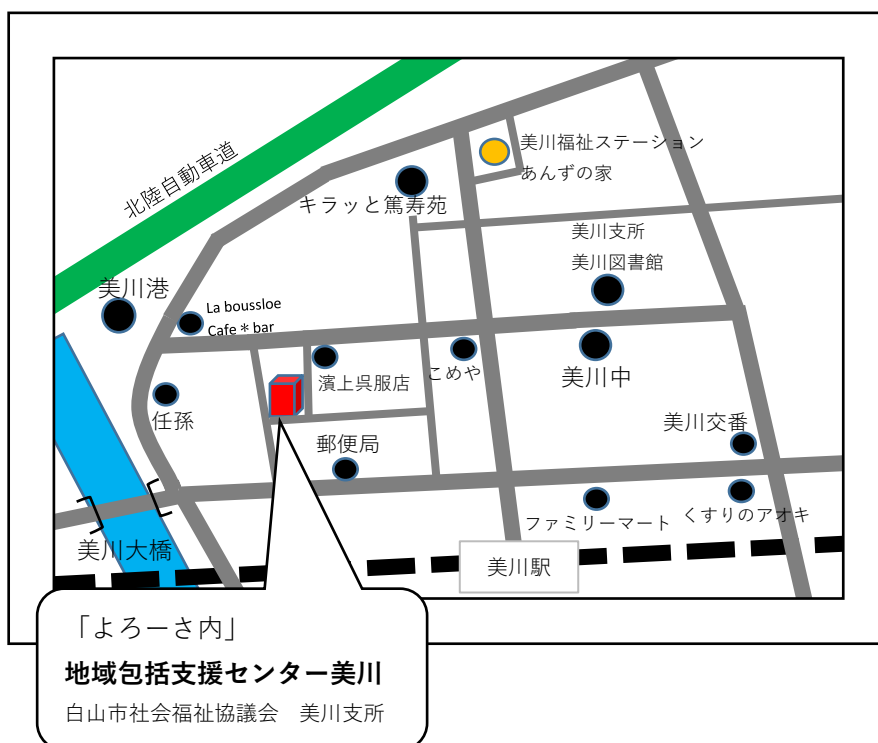 北陸自動車道
美川福祉ステーション
あんずの家
キラッと篤寿苑
美川支所
美川図書館
美川港
La boussloe
Cafe＊bar
濱上呉服店
こめや
美川中
任孫
郵便局
美川交番
ファミリーマート
くすりのアオキ
美川大橋
美川駅
「よろーさ内」
地域包括支援センター美川
白山市社会福祉協議会　美川支所